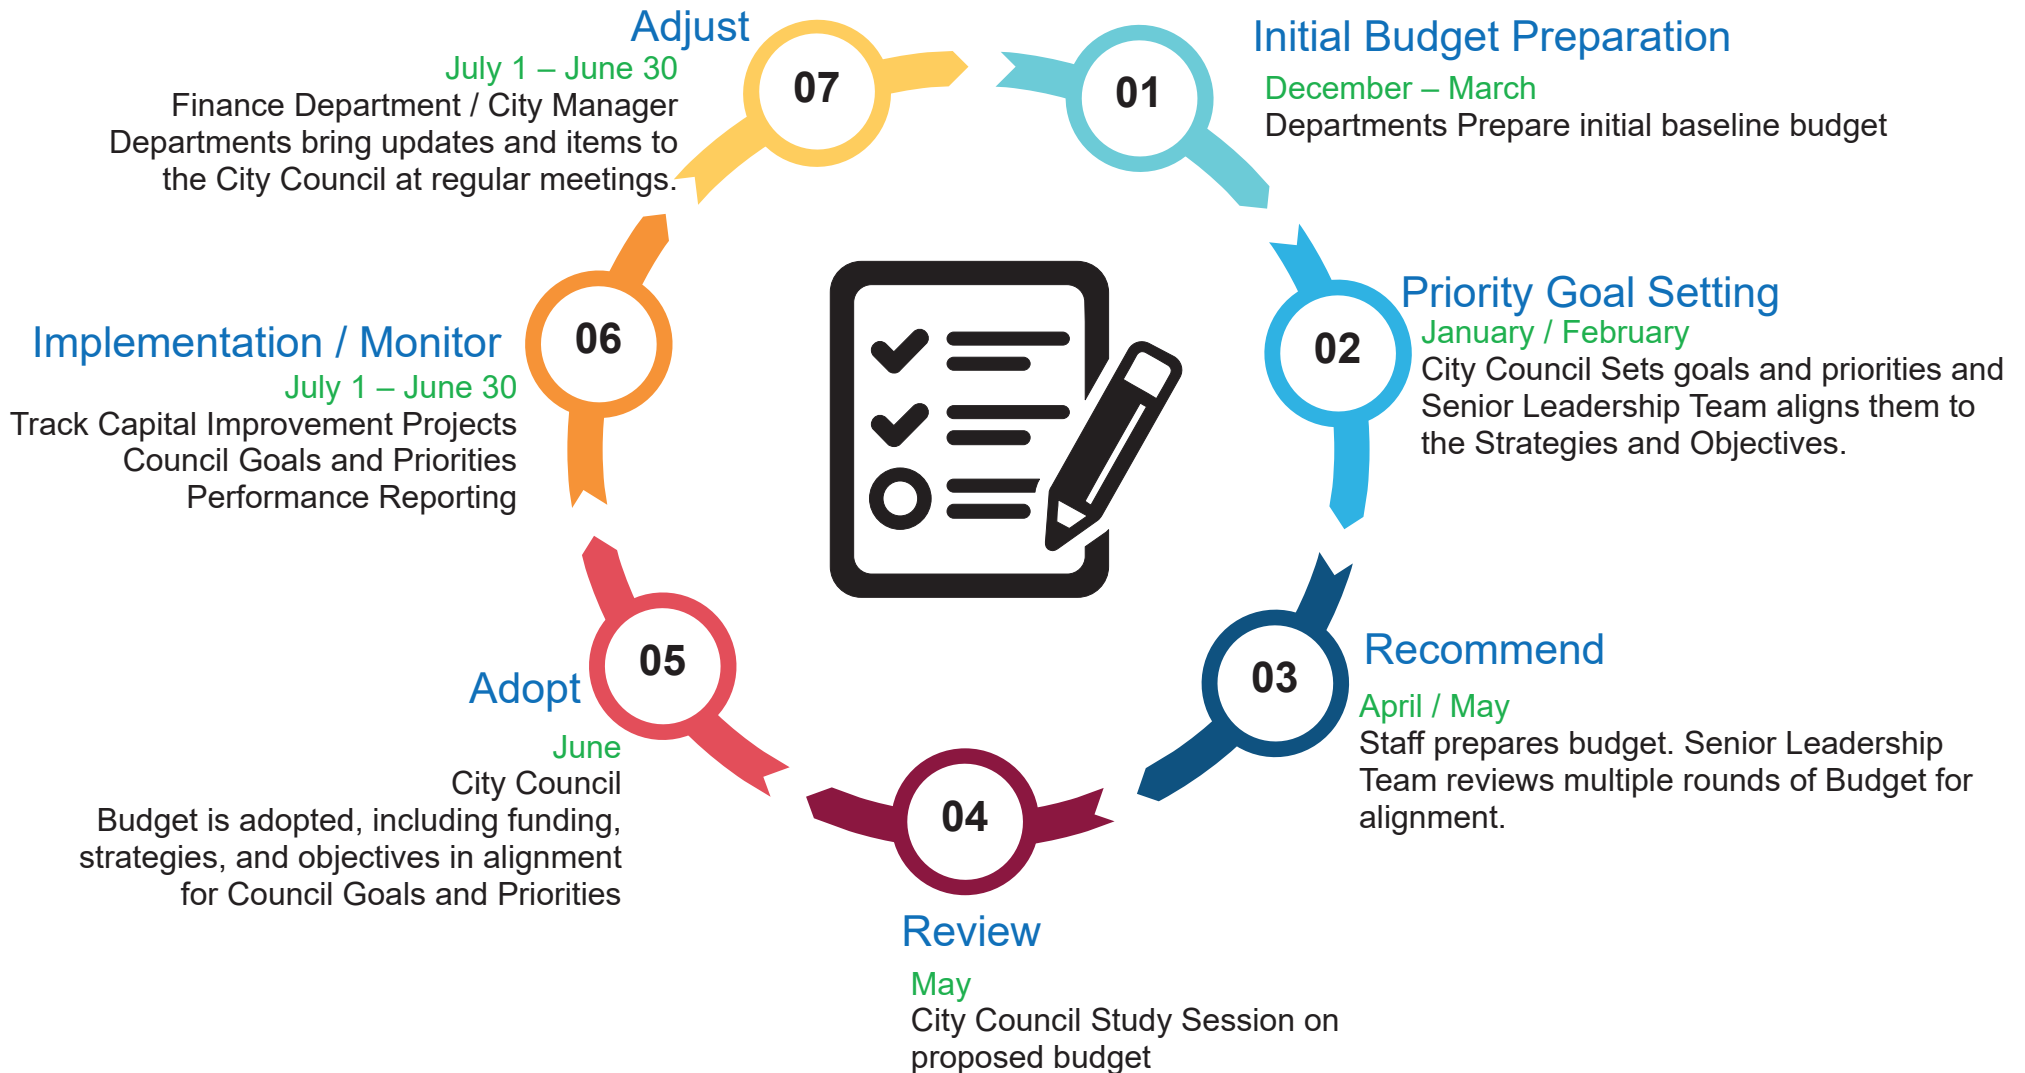 01
Initial Budget Preparation
December – March
Departments Prepare initial baseline budget
02
Priority Goal Setting
January / February
City Council Sets goals and priorities and
Senior Leadership Team aligns them to
the Strategies and Objectives.
03
Recommend
April / May
Staff prepares budget. Senior Leadership
Team reviews multiple rounds of Budget for
alignment.
04
Review
May
City Council Study Session on
proposed budget
05
Adopt
June
City Council
Budget is adopted, including funding,
strategies, and objectives in alignment
for Council Goals and Priorities
06
Implementation / Monitor
July 1 – June 30
Track Capital Improvement Projects
Council Goals and Priorities
Performance Reporting
07
Adjust
July 1 – June 30
Finance Department / City Manager
Departments bring updates and items to
the City Council at regular meetings.